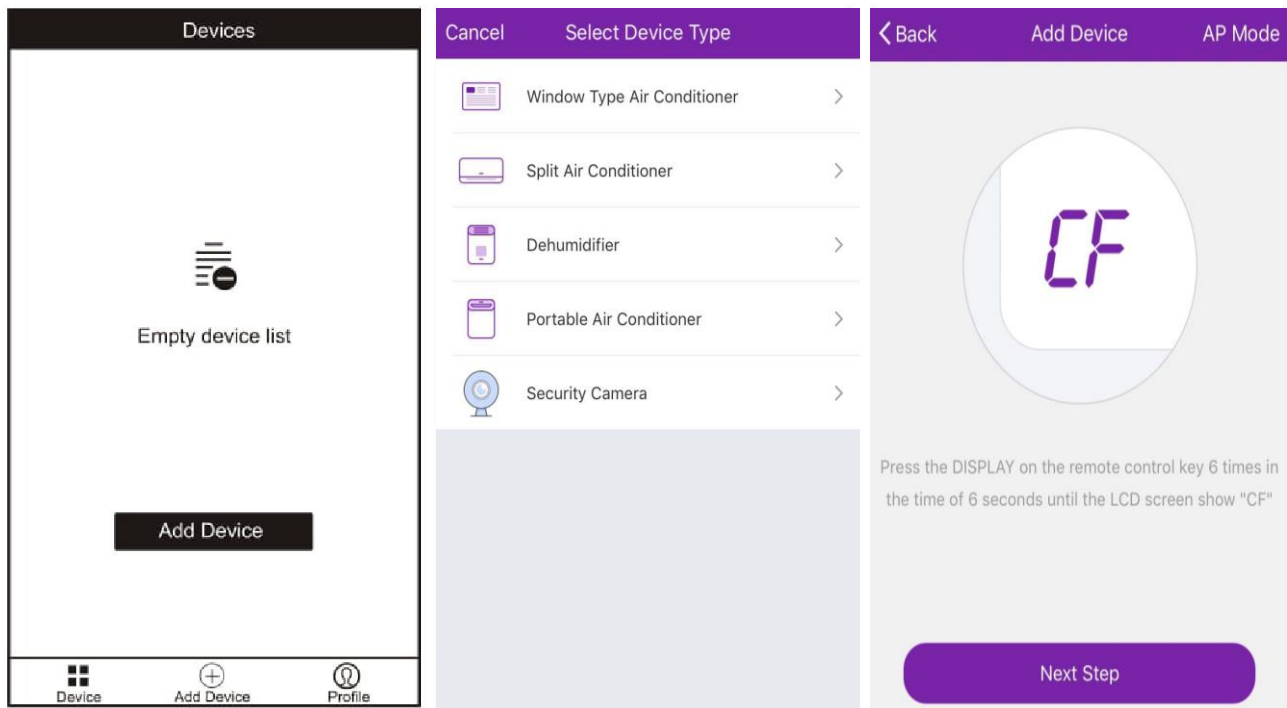 Devices
Empty device list
Add Device
Device
Add Device
Profile
Cancel
Select Device Type
Window Type Air Conditioner
Split Air Conditioner
Dehumidifier
Portable Air Conditioner
Security Camera
Back
Add Device
AP Mode
CF
Press the DISPLAY on the remote control key 6 times in
the time of 6 seconds until the LCD screen show "CF"
Next Step